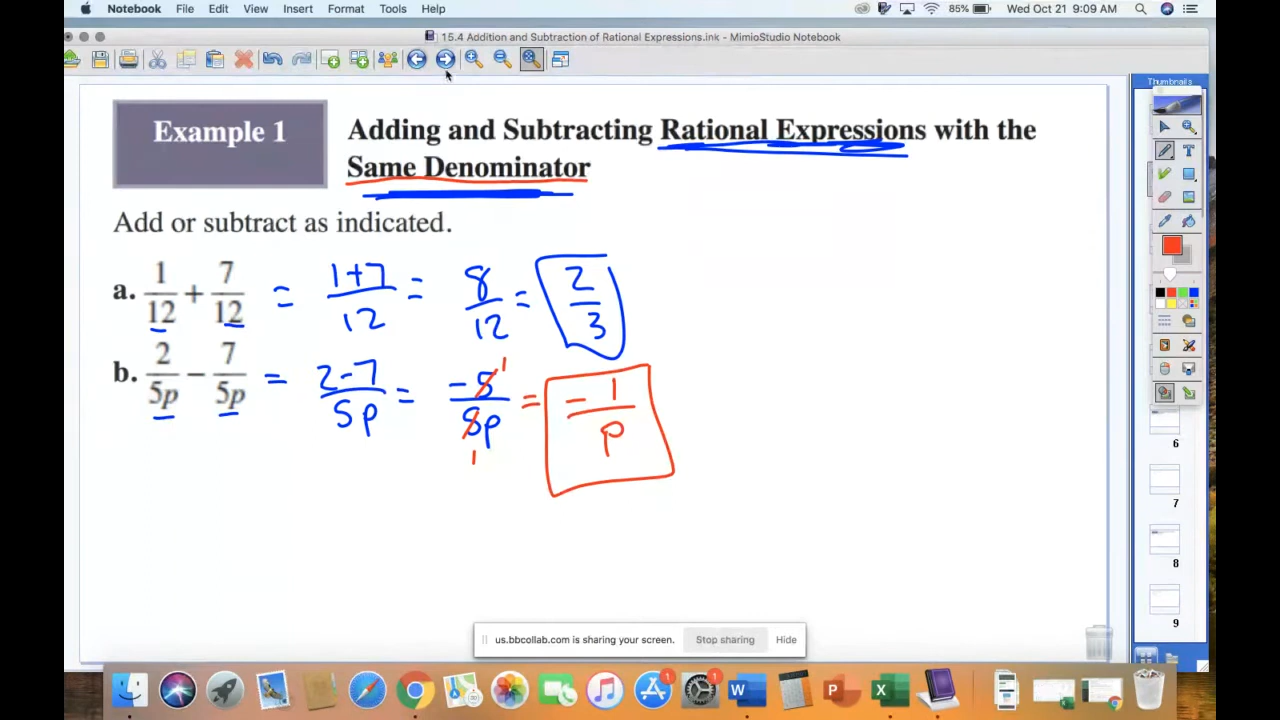 Notebook File Edit View Insert Format Tools Help 85% Wed Oct 21 9:09 AM
15.4 Addition and Subtraction of Rational Expressions.ink - MimioStudio Notebook
Thumbnails
Example 1
Adding and Subtracting Rational Expressions with the
Same Denominator
Add or subtract as indicated.
a. 1/12 + 7/12 = 1+7/12 = 8/12 = 2/3
b. 2/5p − 7/5p = 2-7/5p = -5/5p = -1/p
1
1
6
7
8
9
us.bbcollab.com is sharing your screen. Stop sharing Hide